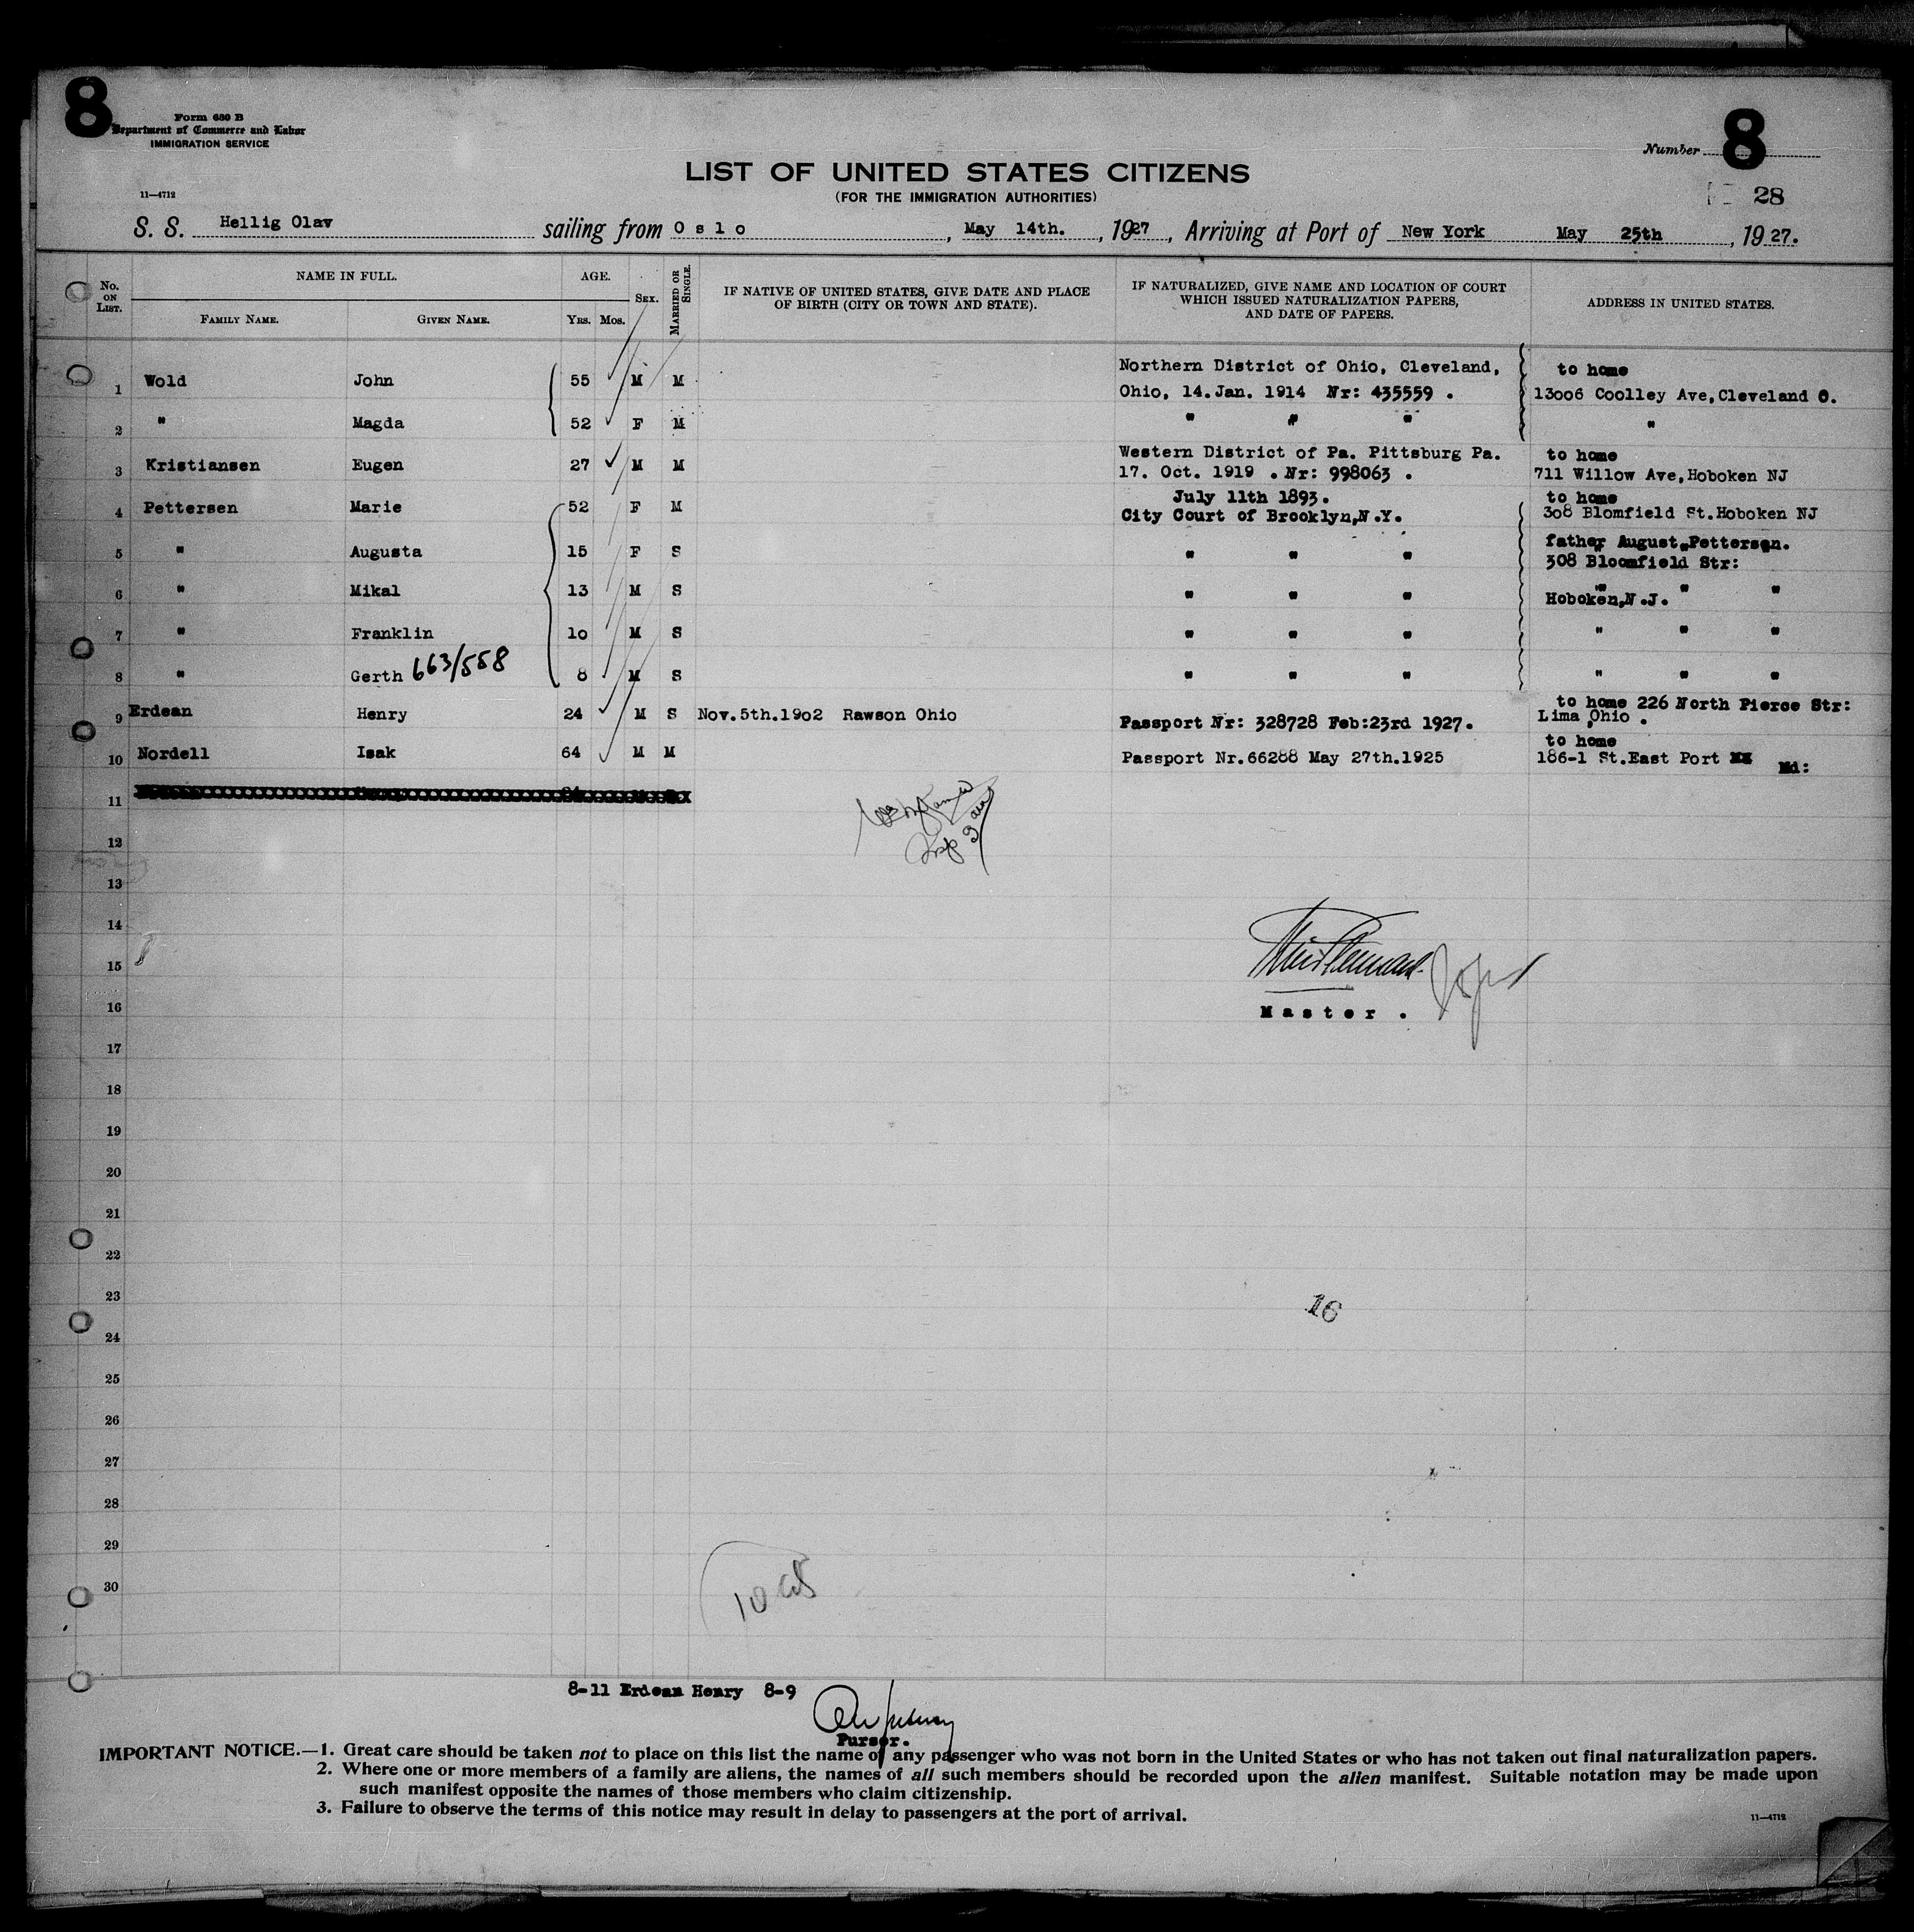 8
Form 680 B
Department of Commerce and Labor
IMMIGRATION SERVICE
11—4712
Number 8
28
LIST OF UNITED STATES CITIZENS
(FOR THE IMMIGRATION AUTHORITIES)
S. S. Hellig Olav sailing from O s l o , May 14th. , 1927 , Arriving at Port of New York May 25th , 1927.
No. ON LIST.
NAME IN FULL.
FAMILY NAME. GIVEN NAME.
AGE.
YRS. MOS.
SEX.
MARRIED OR SINGLE.
IF NATIVE OF UNITED STATES, GIVE DATE AND PLACE OF BIRTH (CITY OR TOWN AND STATE).
IF NATURALIZED, GIVE NAME AND LOCATION OF COURT WHICH ISSUED NATURALIZATION PAPERS, AND DATE OF PAPERS.
ADDRESS IN UNITED STATES.
Northern District of Ohio, Cleveland, to home
1 Wold John 55 M M Ohio, 14.Jan. 1914 Nr: 435559 . 13oo6 Coolley Ave,Cleveland O.
2 " Magda 52 F M " " " "
Western District of Pa. Pittsburg Pa. to home
3 Kristiansen Eugen 27 M M 17. Oct. 1919 . Nr: 998063 . 711 Willow Ave,Hoboken NJ
July 11th 1893. to home
4 Pettersen Marie 52 F M City Court of Brooklyn,N.Y. 3o8 Blomfield St.Hoboken NJ
5 " Augusta 15 F S " " " father August Pettersen.
308 Bloomfield Str:
6 " Mikal 13 M S " " " " " "
Hoboken,N.J.
7 " Franklin 1o M S " " " " " "
8 " Gerth 663/558 8 M S " " " " " "
9 Erdean Henry 24 M S Nov.5th.19o2 Rawson Ohio Passport Nr: 328728 Feb:23rd 1927. to home 226 North Pierce Str:
Lima,Ohio .
to home
10 Nordell Isak 64 M M Passport Nr.66288 May 27th.1925 186-1 St.East Port Md:
11
12
13
14
15
16
Master .
17
18
19
20
21
22
23
16
24
25
26
27
28
29
30
8-11 Erdean Henry 8-9
Purser.
IMPORTANT NOTICE.—1. Great care should be taken not to place on this list the name of any passenger who was not born in the United States or who has not taken out final naturalization papers.
2. Where one or more members of a family are aliens, the names of all such members should be recorded upon the alien manifest. Suitable notation may be made upon
such manifest opposite the names of those members who claim citizenship.
3. Failure to observe the terms of this notice may result in delay to passengers at the port of arrival.
11—4712